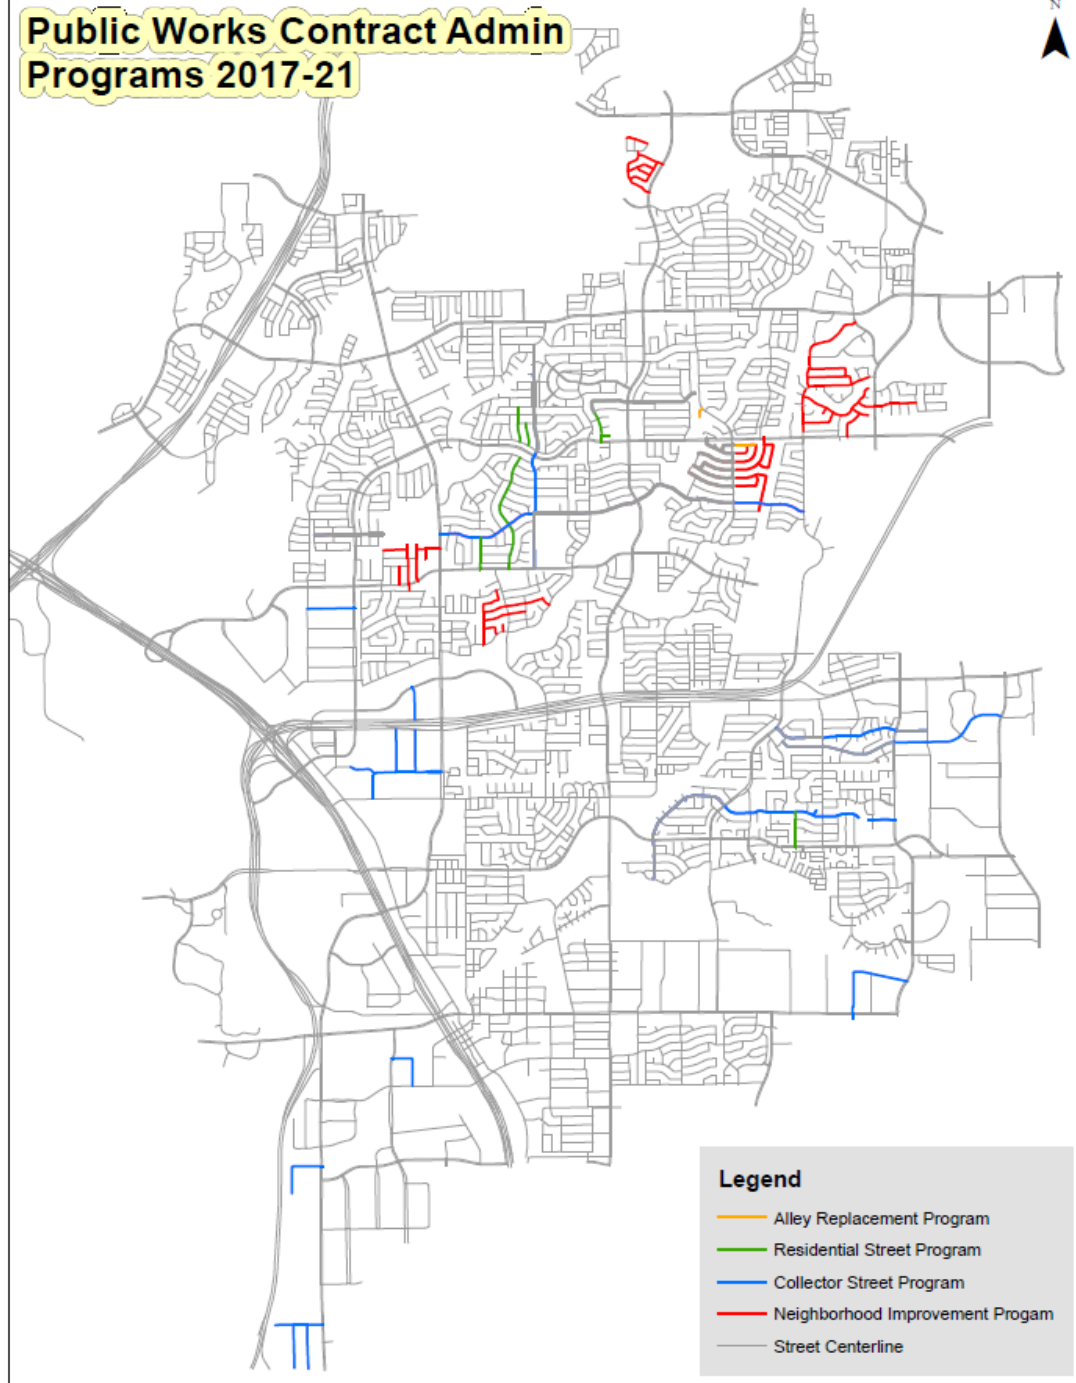 Public Works Contract Admin
Programs 2017-21
N
Legend
Alley Replacement Program
Residential Street Program
Collector Street Program
Neighborhood Improvement Progam
Street Centerline